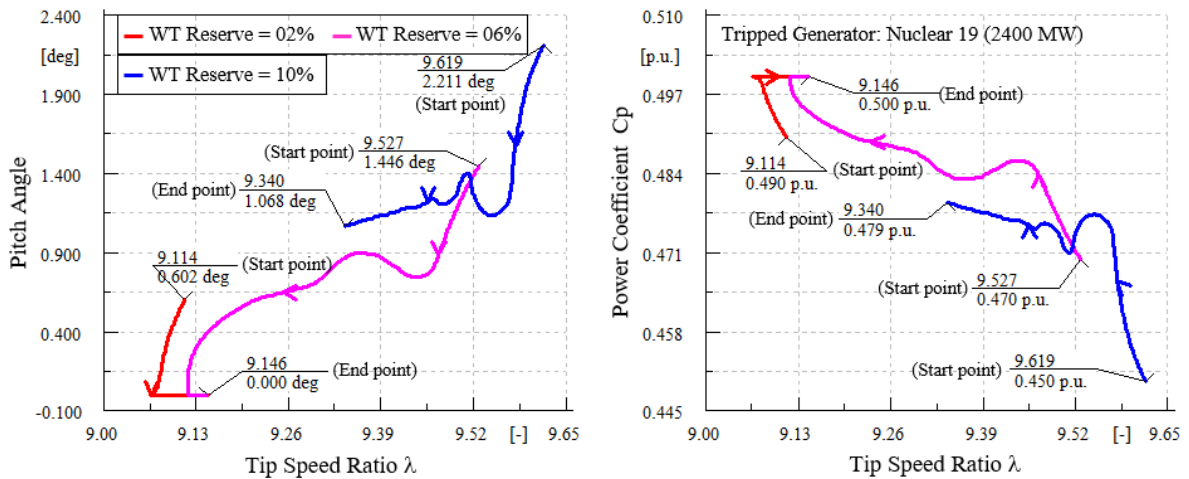 2.400
[deg]
1.900
1.400
0.900
0.400
-0.100
Pitch Angle
WT Reserve = 02%
WT Reserve = 06%
WT Reserve = 10%
9.619
2.211 deg
(Start point)
9.527
(Start point)
1.446 deg
9.340
(End point)
1.068 deg
9.114
(Start point)
0.602 deg
9.146
(End point)
0.000 deg
9.00 9.13 9.26 9.39 9.52 [-] 9.65
Tip Speed Ratio λ
0.510
[p.u.]
0.497
0.484
0.471
0.458
0.445
Power Coefficient Cp
Tripped Generator: Nuclear 19 (2400 MW)
9.146
(End point)
0.500 p.u.
9.114
(Start point)
0.490 p.u.
9.340
(End point)
0.479 p.u.
9.527
(Start point)
0.470 p.u.
9.619
(Start point)
0.450 p.u.
9.00 9.13 9.26 9.39 9.52 [-] 9.65
Tip Speed Ratio λ